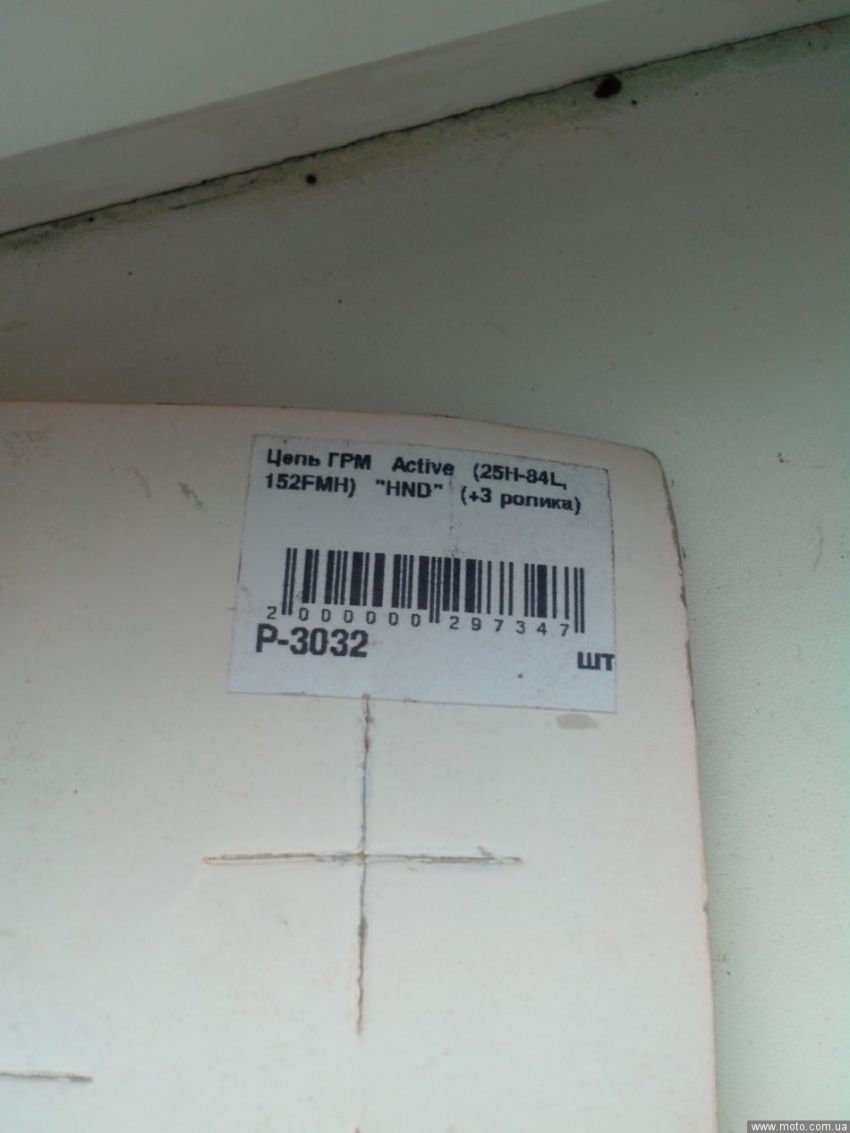 Цепь ГРМ Active (25H-84L,
152FMH) "HND" (+3 ролика)
2 000000 297347
P-3032 шт
www.moto.com.ua